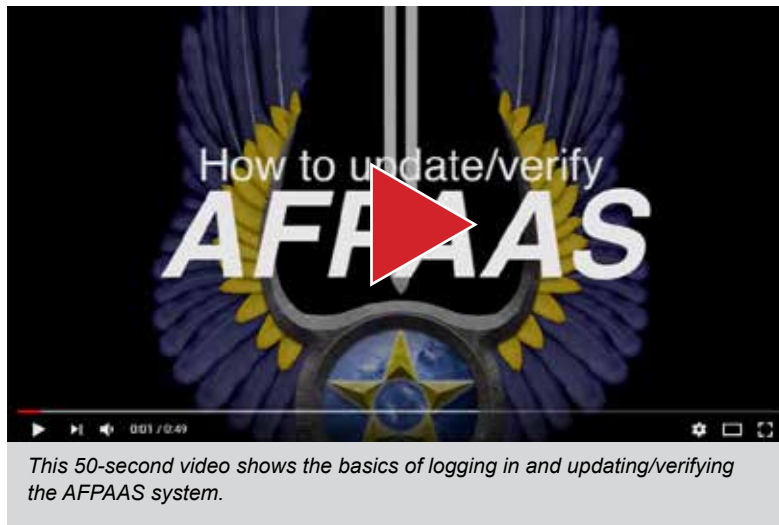 How to update/verify
AFPAAS
0:01 / 0:49
This 50-second video shows the basics of logging in and updating/verifying
the AFPAAS system.